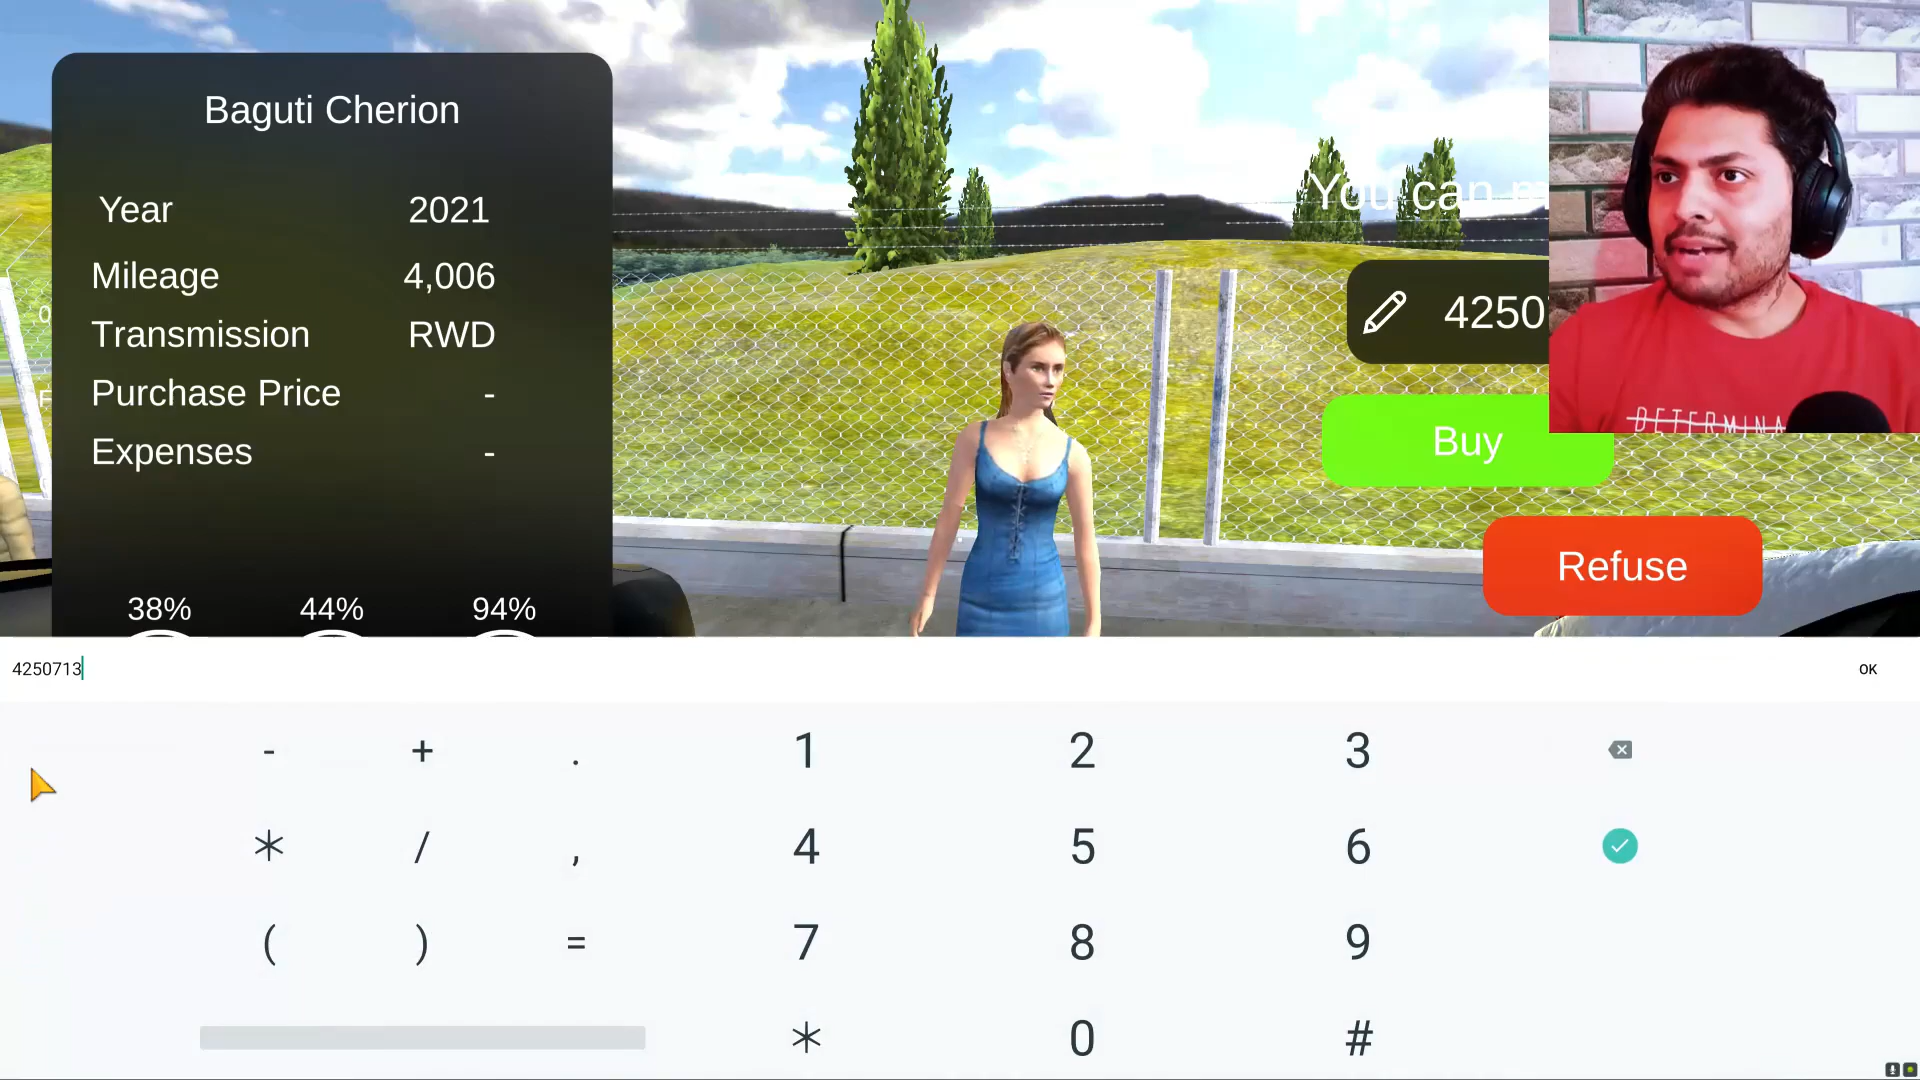 Baguti Cherion
Year 2021
Mileage 4,006
Transmission RWD
Purchase Price -
Expenses -
38% 44% 94%
You can
4250
Buy
Refuse
DETERMINA
4250713
OK
- + . 1 2 3
* / , 4 5 6
( ) = 7 8 9
* 0 #